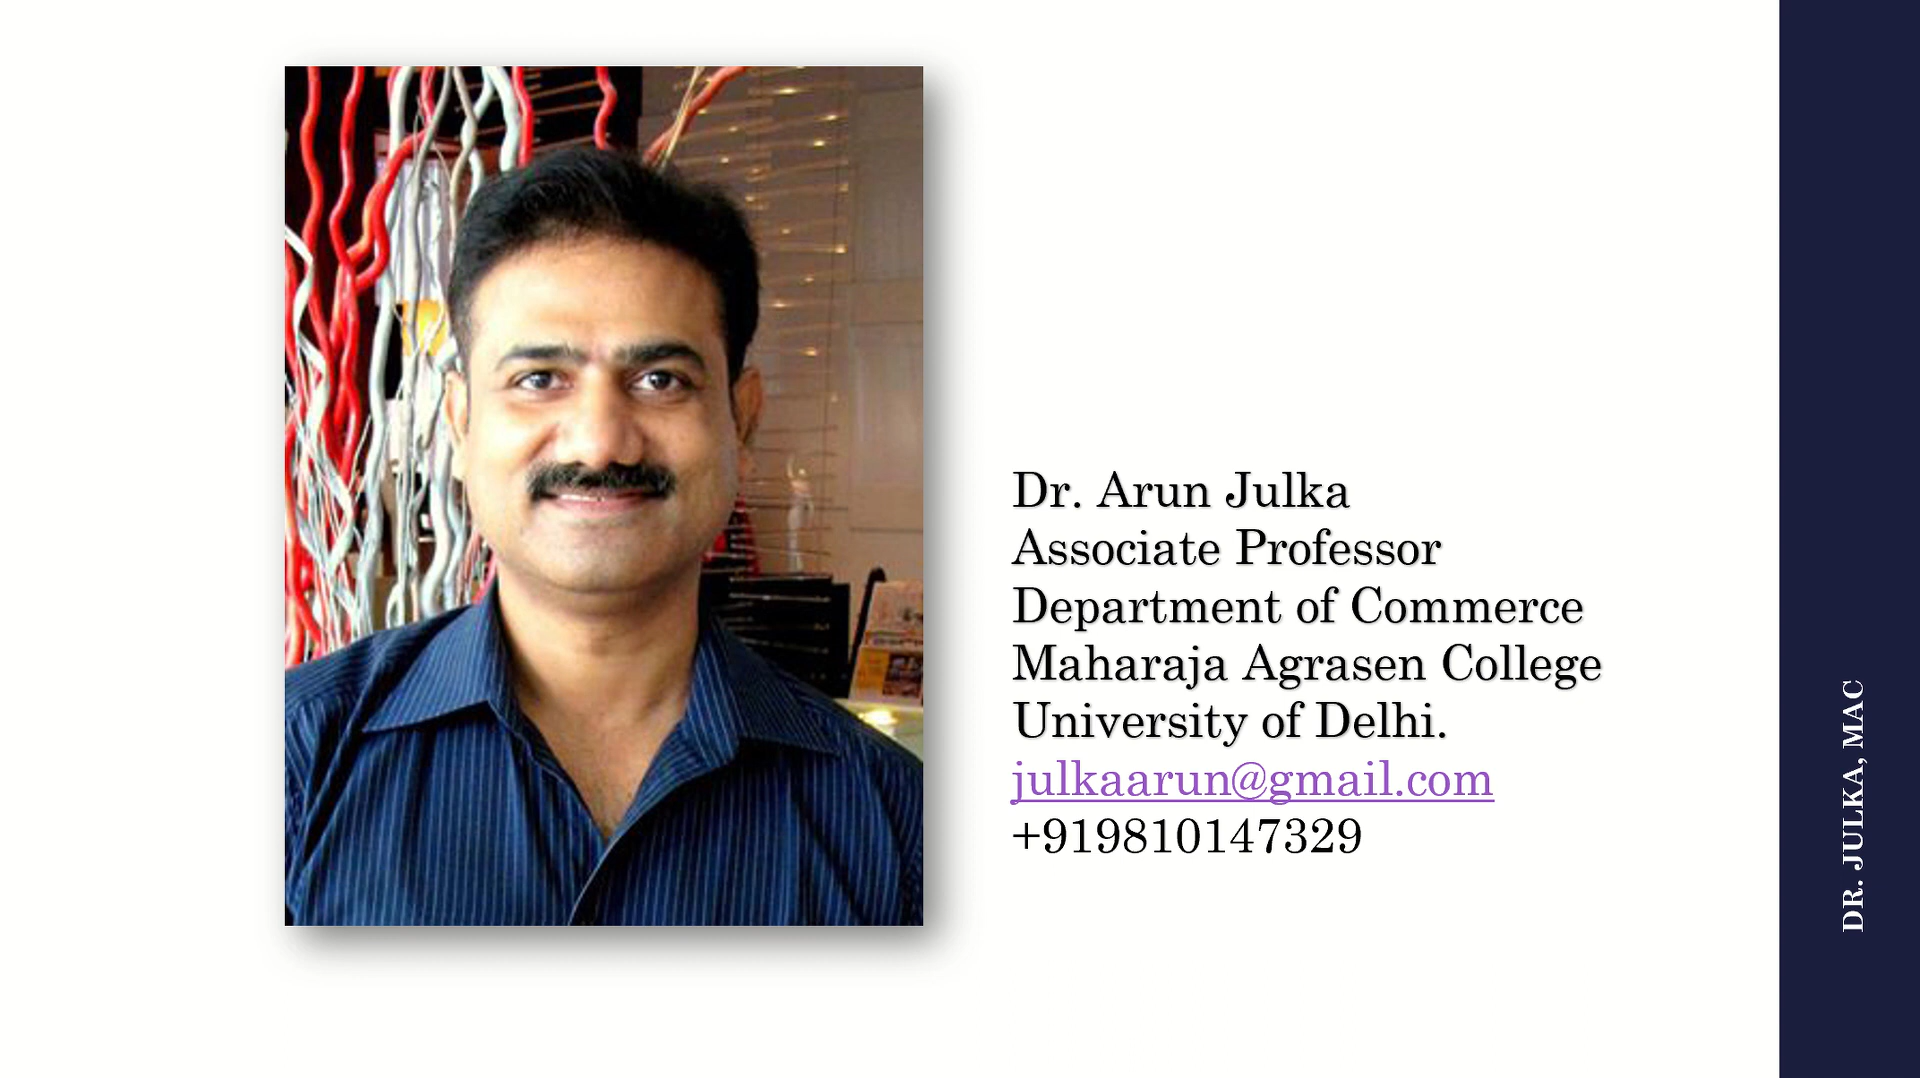 Dr. Arun Julka
Associate Professor
Department of Commerce
Maharaja Agrasen College
University of Delhi.
julkaarun@gmail.com
+919810147329
DR. JULKA, MAC